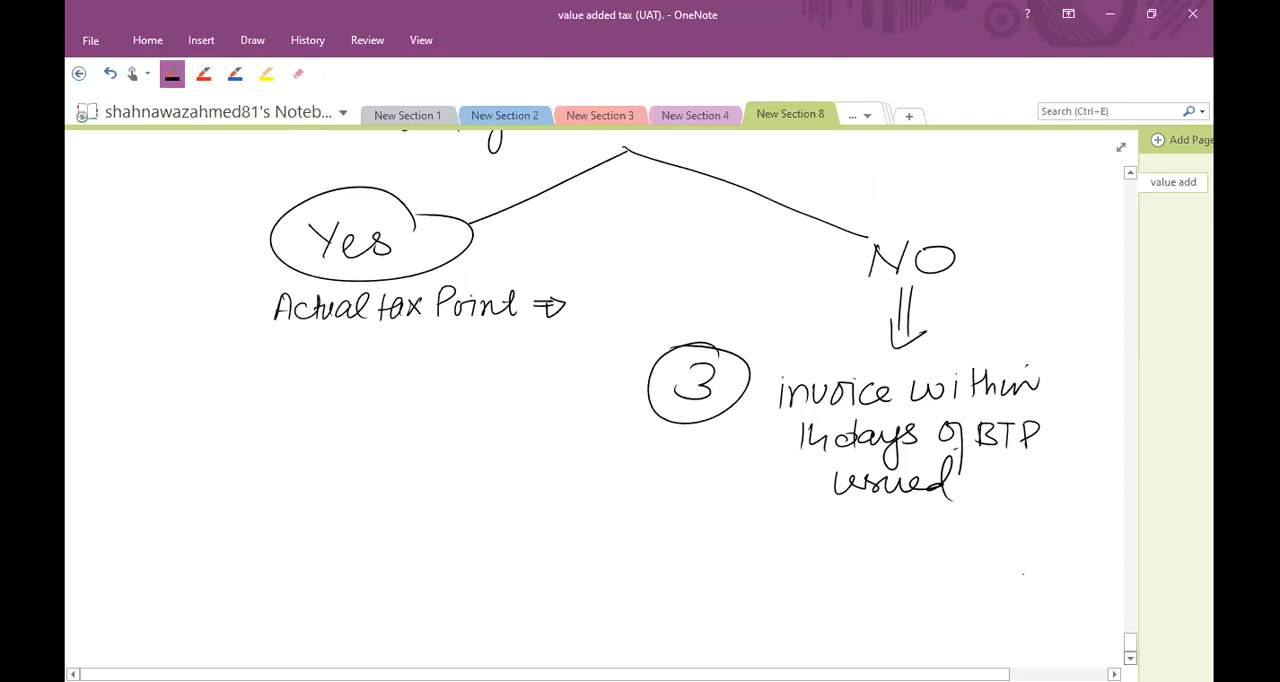 value added tax (UAT). - OneNote
?
File Home Insert Draw History Review View
shahnawazahmed81's Noteb...
New Section 1
New Section 2
New Section 3
New Section 4
New Section 8
...
Search (Ctrl+E)
Add Page
value add
Yes
NO
Actual tax Point ⇒
3
invoice within
14 days of BTP
issued